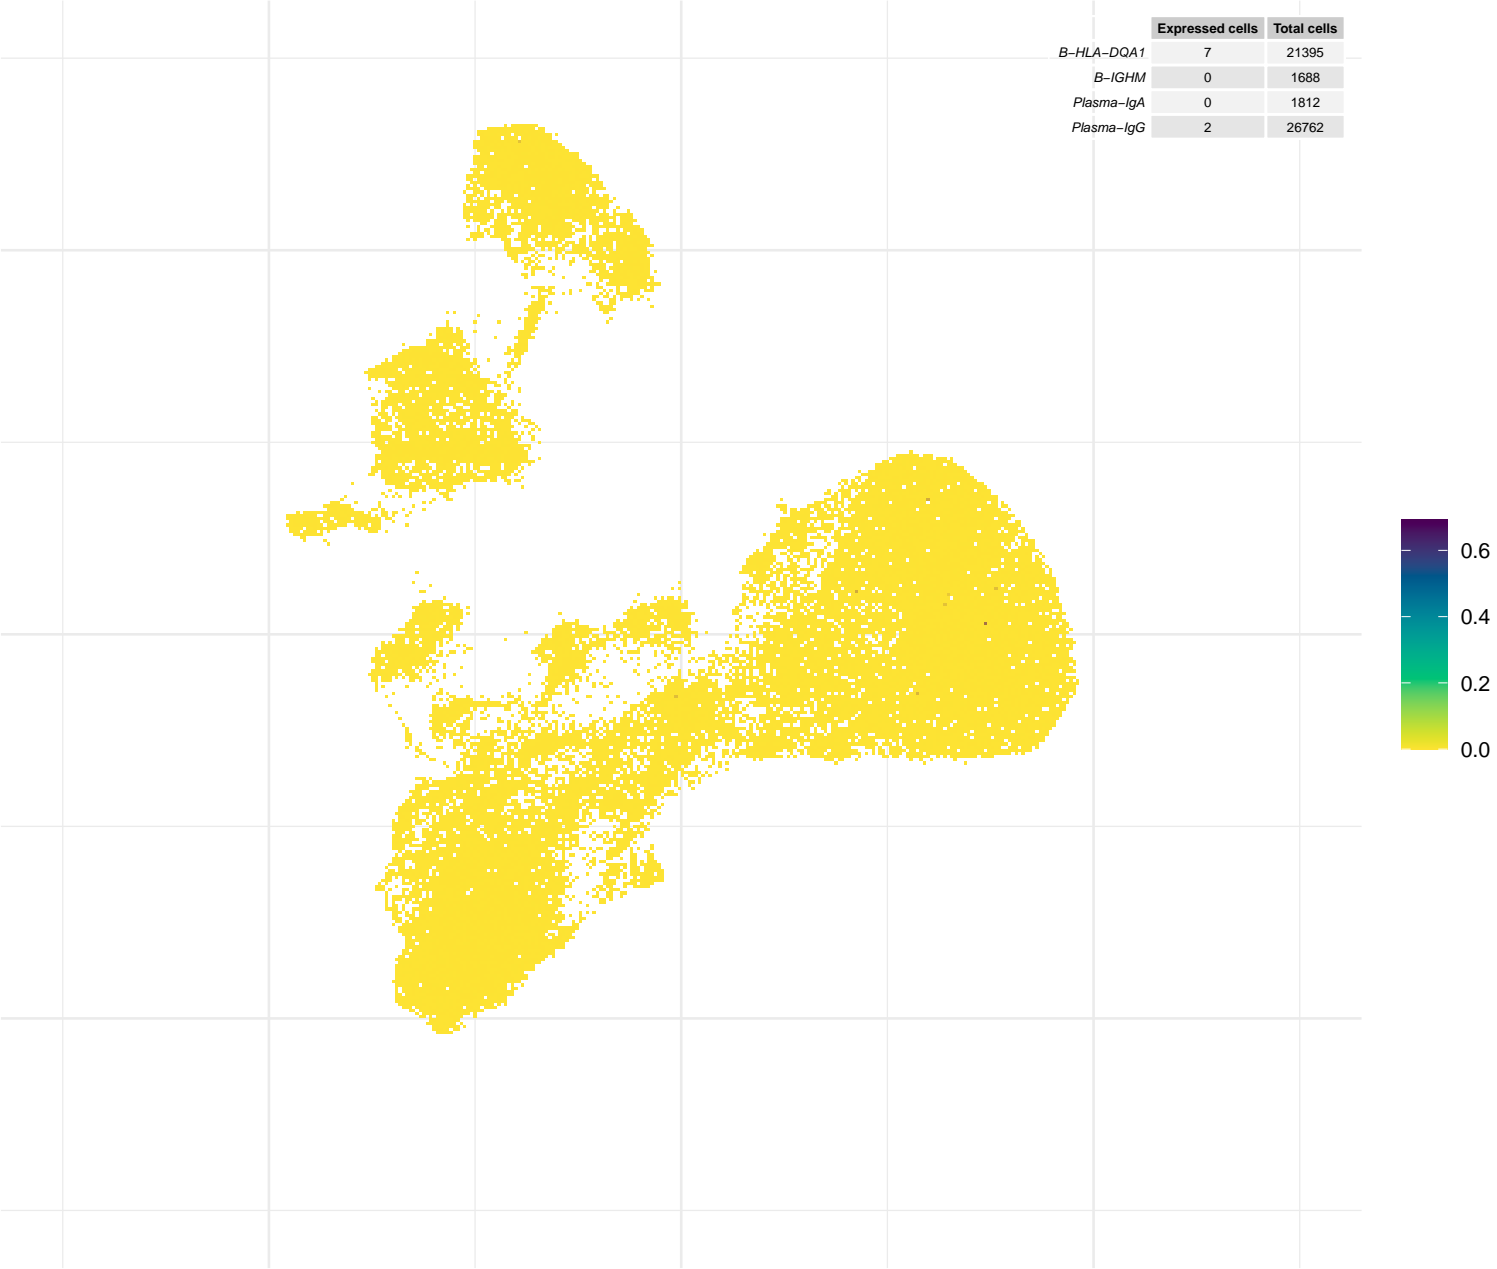 Expressed cells Total cells
B−HLA−DQA1 7 21395
B−IGHM 0 1688
Plasma−IgA 0 1812
Plasma−IgG 2 26762
0.6
0.4
0.2
0.0